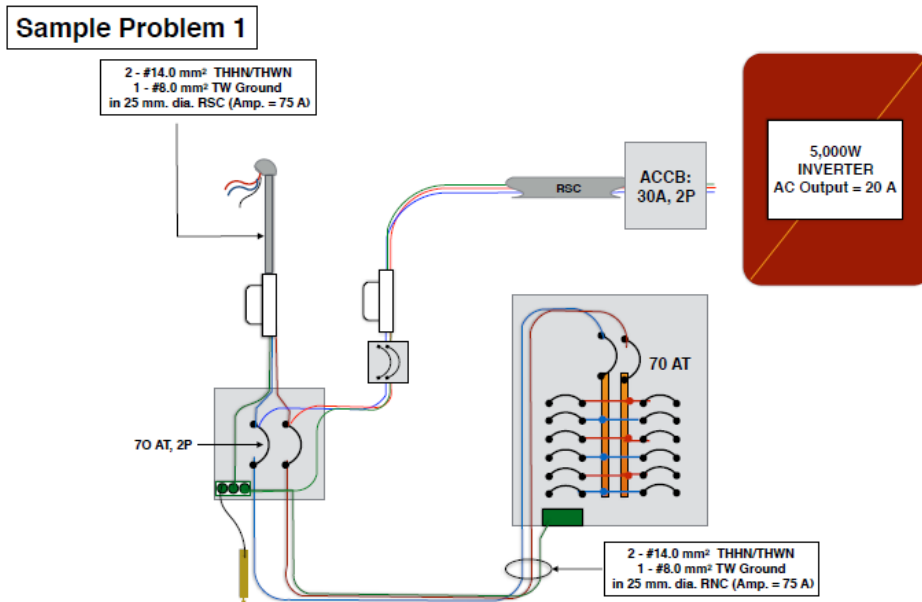 Sample Problem 1
2 - #14.0 mm² THHN/THWN
1 - #8.0 mm² TW Ground
in 25 mm. dia. RSC (Amp. = 75 A)
RSC
ACCB:
30A, 2P
5,000W
INVERTER
AC Output = 20 A
70 AT
70 AT, 2P
2 - #14.0 mm² THHN/THWN
1 - #8.0 mm² TW Ground
in 25 mm. dia. RNC (Amp. = 75 A)